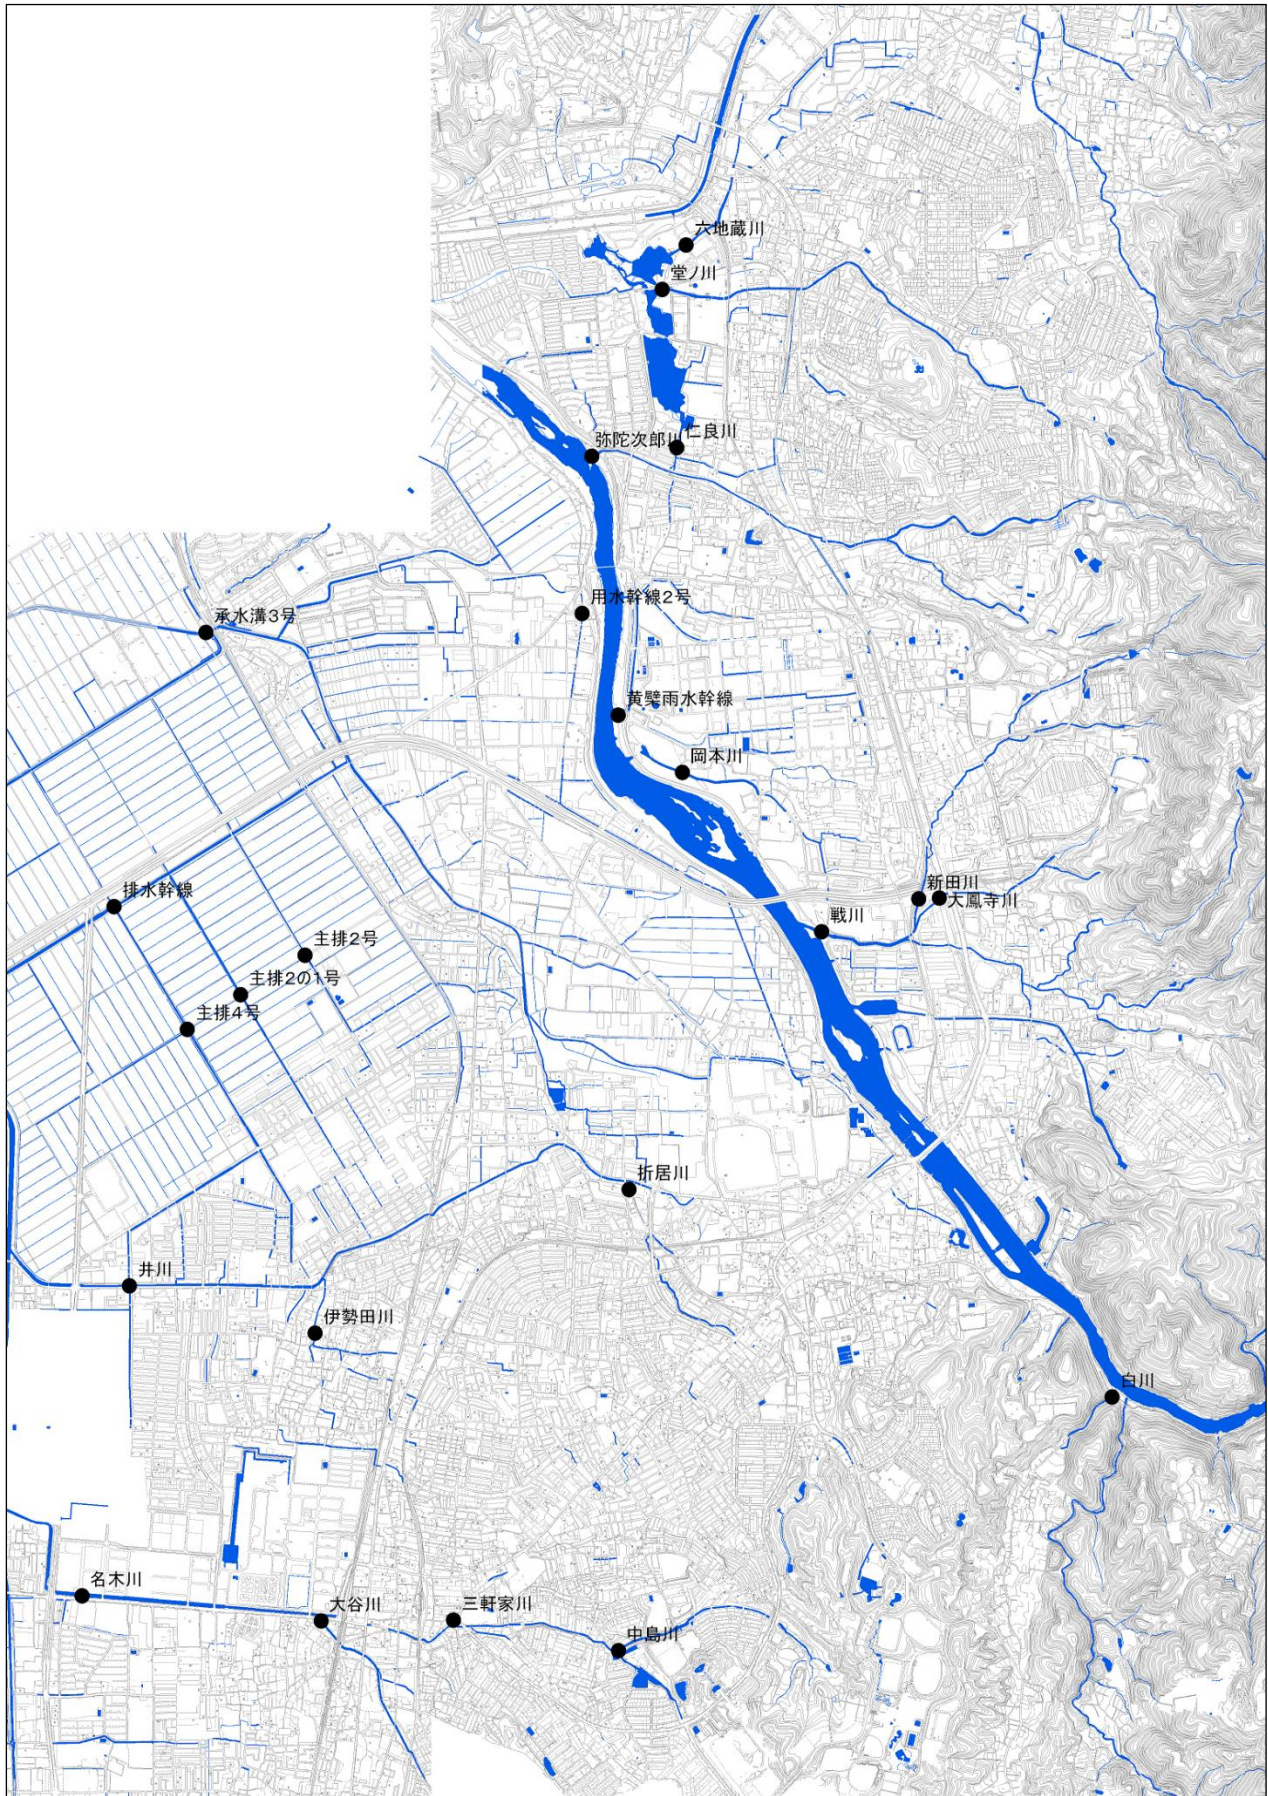 六地蔵川
堂ノ川
仁良川
弥陀次郎川
用水幹線2号
承水溝3号
黄檗雨水幹線
岡本川
新田川
大鳳寺川
排水幹線
戦川
主排2号
主排2の1号
主排4号
折居川
井川
伊勢田川
白川
名木川
大谷川
三軒家川
中島川